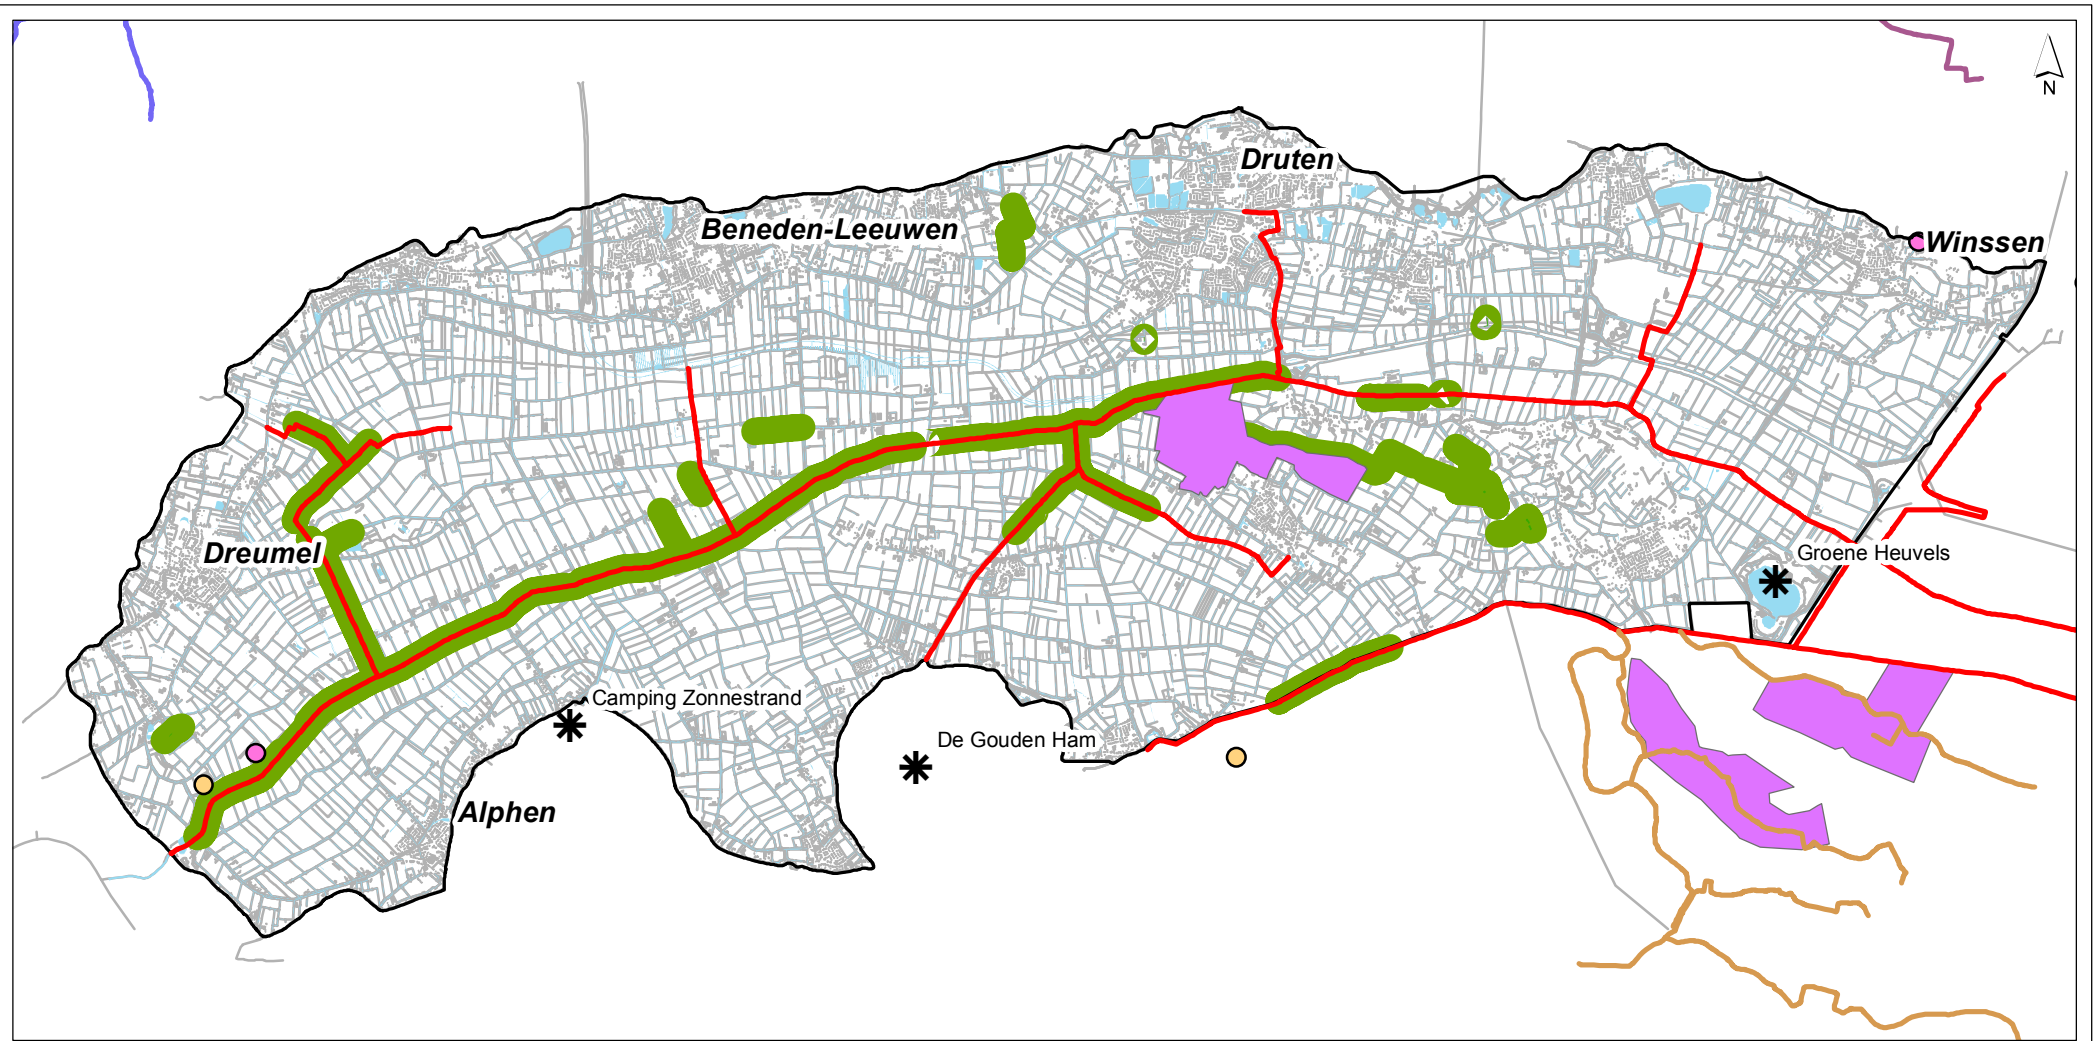 N
Druten
Beneden-Leeuwen
Winssen
Dreumel
Groene Heuvels
Camping Zonnestrand
De Gouden Ham
Alphen